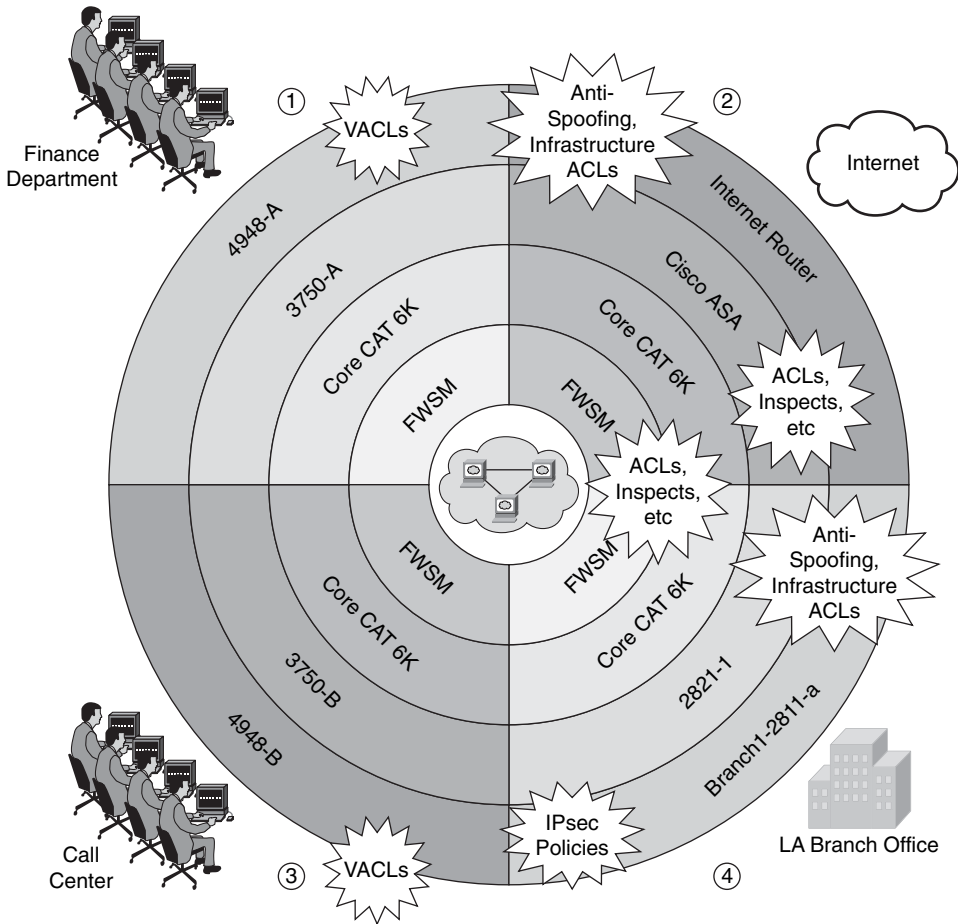 ①
VACLs
Anti-
Spoofing,
Infrastructure
ACLs
②
Finance
Department
Internet
4948-A
3750-A
Core CAT 6K
FWSM
Internet Router
Cisco ASA
Core CAT 6K
FWSM
ACLs,
Inspects,
etc
ACLs,
Inspects,
etc
FWSM
Core CAT 6K
3750-B
4948-B
FWSM
Core CAT 6K
2821-1
Branch1-2811-a
Anti-
Spoofing,
Infrastructure
ACLs
Call
Center
③
VACLs
IPsec
Policies
④
LA Branch Office